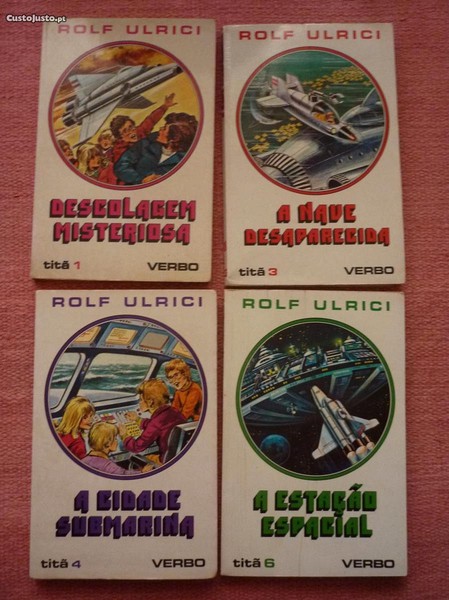 CustoJusto.pt
ROLF ULRICI
DESCOLAGEM
MISTERIOSA
titã 1 VERBO
ROLF ULRICI
A NAVE
DESAPARECIDA
titã 3 VERBO
ROLF ULRICI
A CIDADE
SUBMARINA
titã 4 VERBO
ROLF ULRICI
A ESTAÇÃO
ESPACIAL
titã 6 VERBO